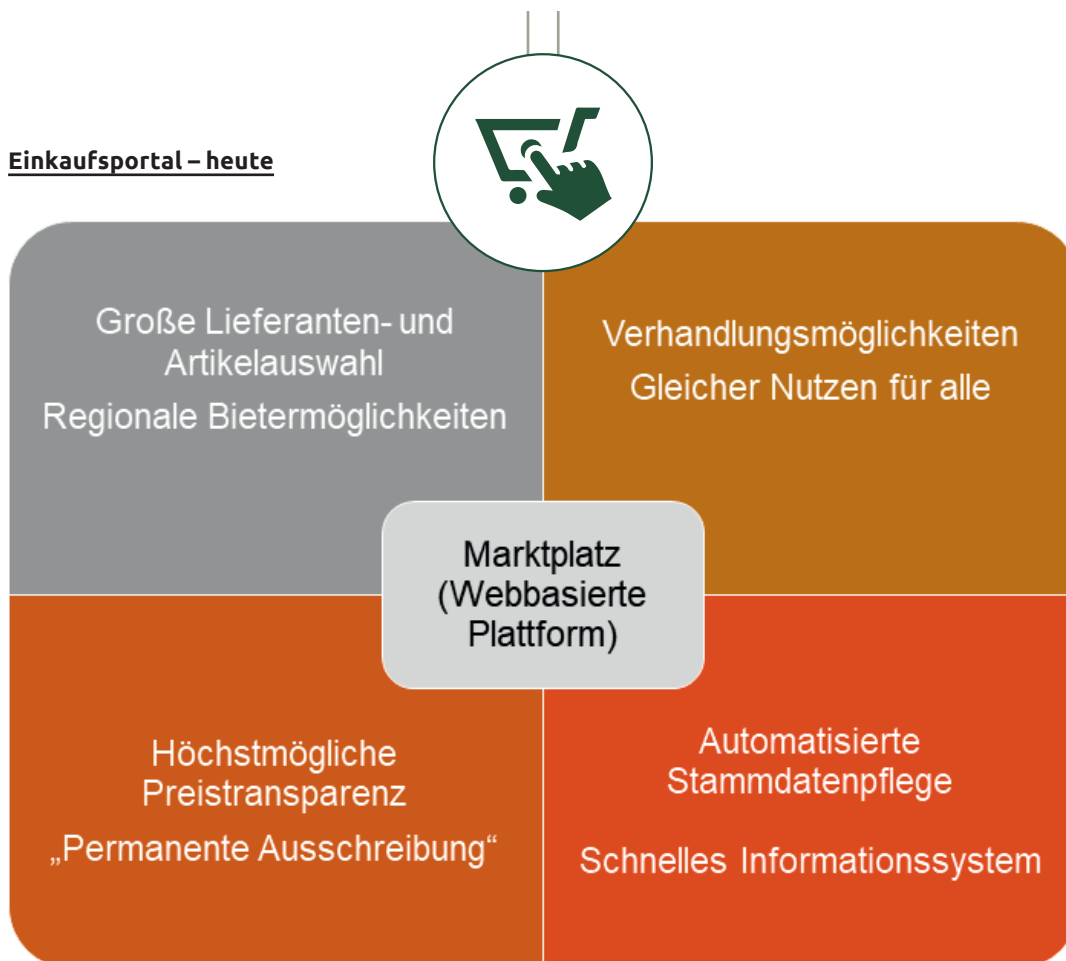 Einkaufsportal – heute
Große Lieferanten- und
Artikelauswahl
Regionale Bietermöglichkeiten
Verhandlungsmöglichkeiten
Gleicher Nutzen für alle
Marktplatz
(Webbasierte
Plattform)
Höchstmögliche
Preistransparenz
„Permanente Ausschreibung“
Automatisierte
Stammdatenpflege
Schnelles Informationssystem